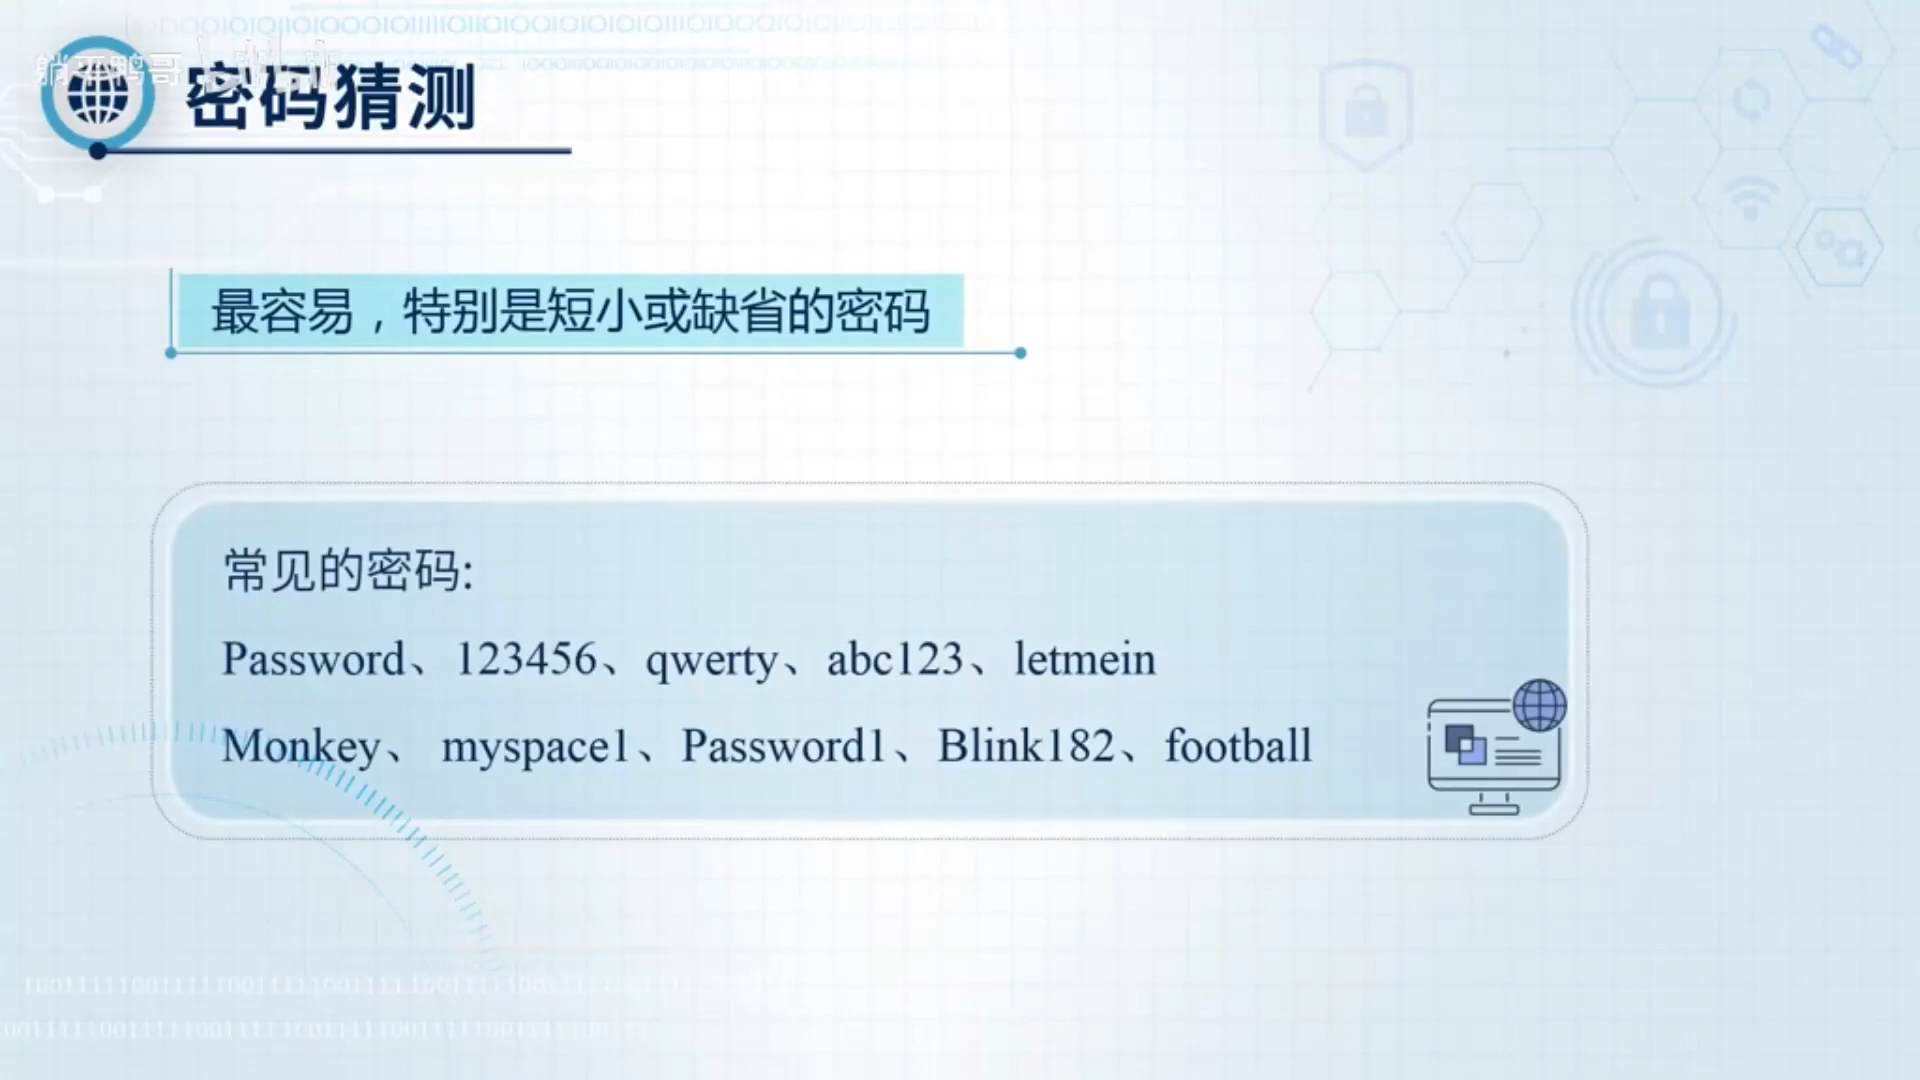 密码猜测
最容易，特别是短小或缺省的密码
常见的密码:
Password、123456、qwerty、abc123、letmein
Monkey、 myspace1、Password1、Blink182、football